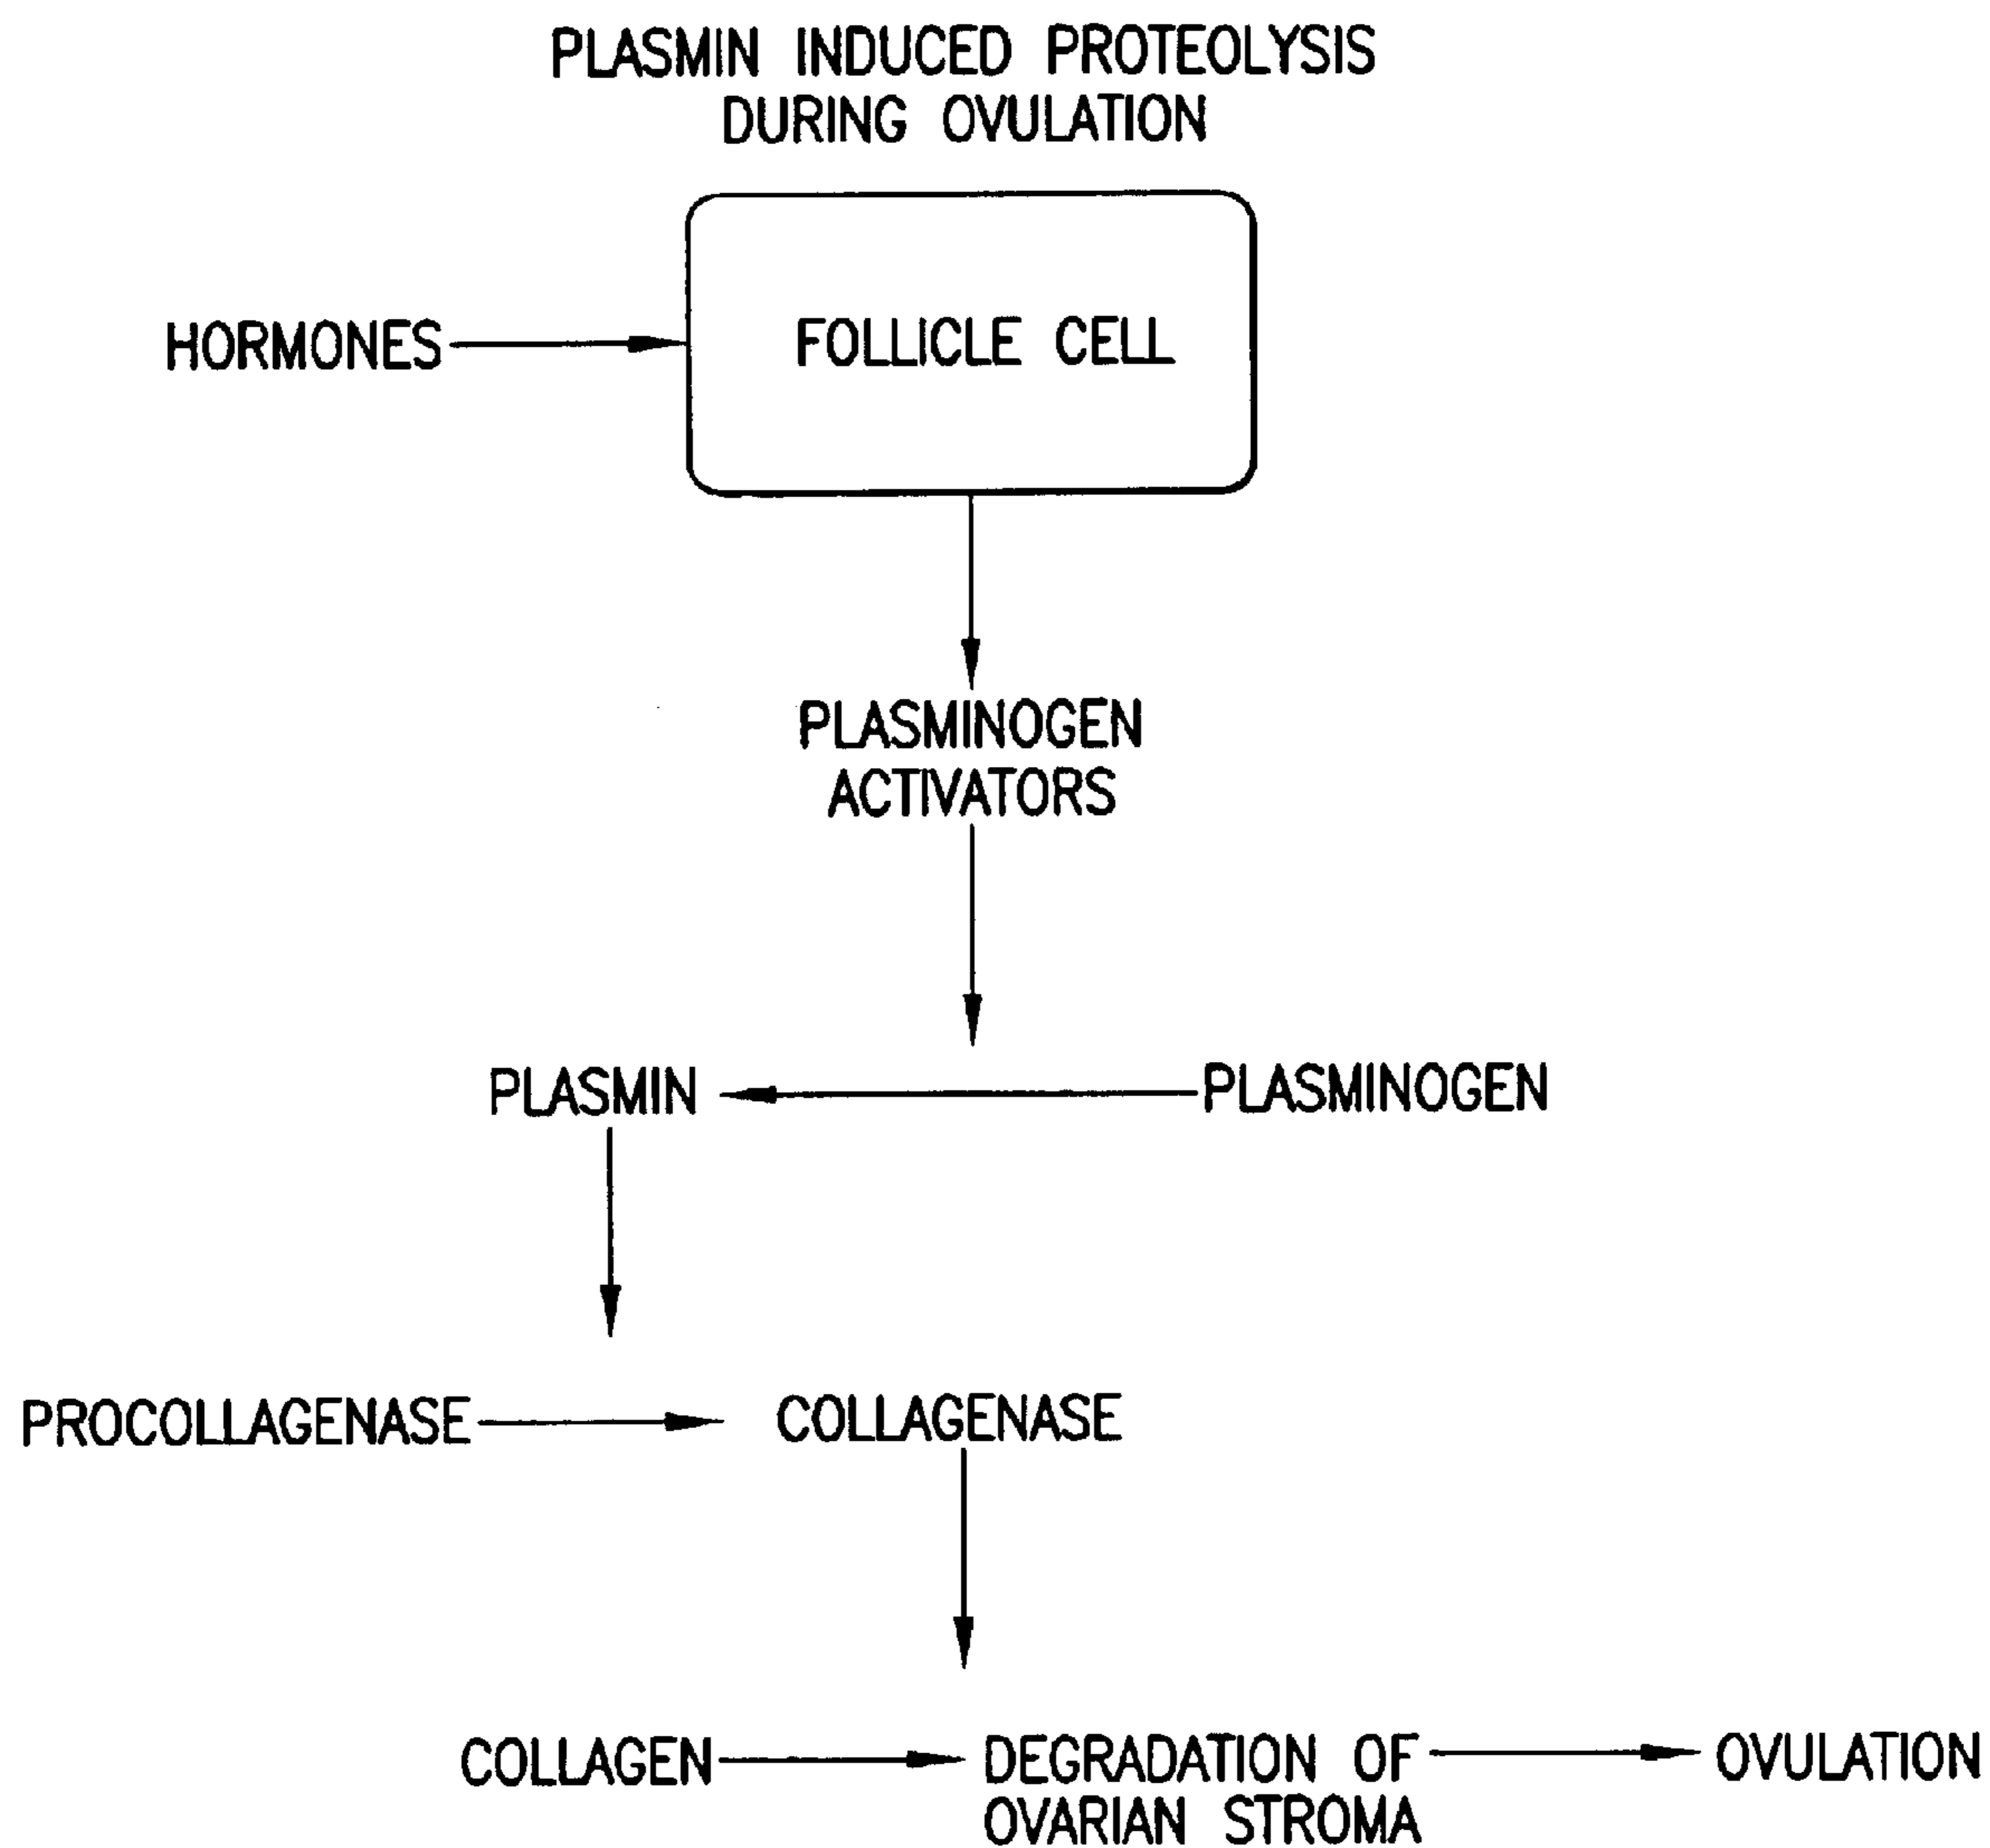 PLASMIN INDUCED PROTEOLYSIS
DURING OVULATION
HORMONES
FOLLICLE CELL
PLASMINOGEN
ACTIVATORS
PLASMIN
PLASMINOGEN
PROCOLLAGENASE
COLLAGENASE
COLLAGEN
DEGRADATION OF
OVARIAN STROMA
OVULATION